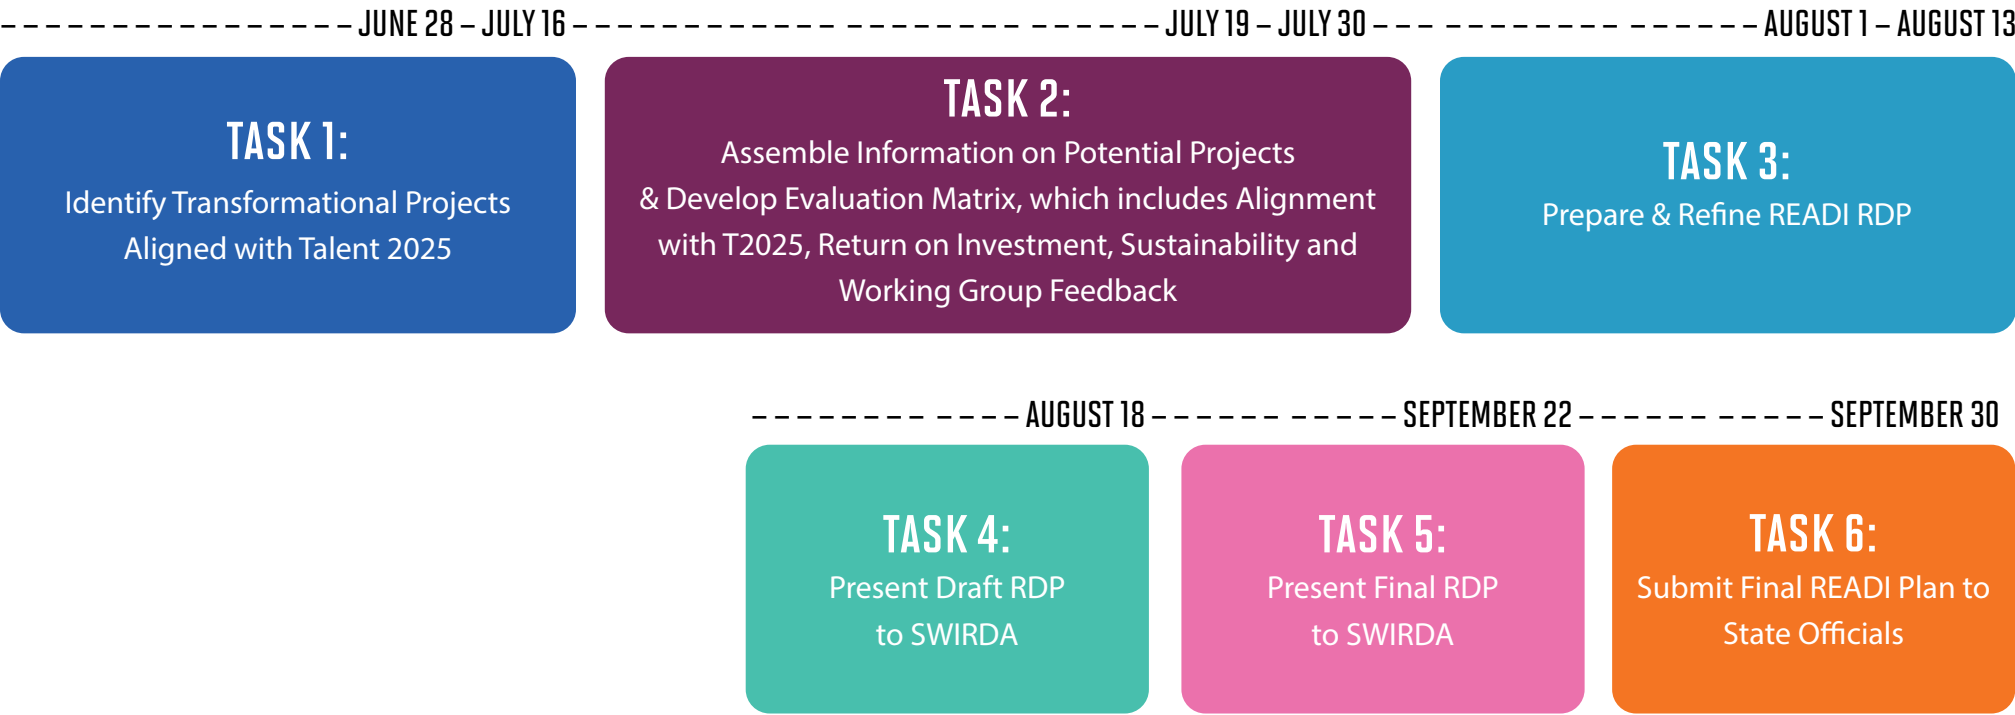 JUNE 28 – JULY 16
JULY 19 – JULY 30
AUGUST 1 – AUGUST 13
TASK 1:
Identify Transformational Projects
Aligned with Talent 2025
TASK 2:
Assemble Information on Potential Projects
& Develop Evaluation Matrix, which includes Alignment
with T2025, Return on Investment, Sustainability and
Working Group Feedback
TASK 3:
Prepare & Refine READI RDP
AUGUST 18
SEPTEMBER 22
SEPTEMBER 30
TASK 4:
Present Draft RDP
to SWIRDA
TASK 5:
Present Final RDP
to SWIRDA
TASK 6:
Submit Final READI Plan to
State Officials